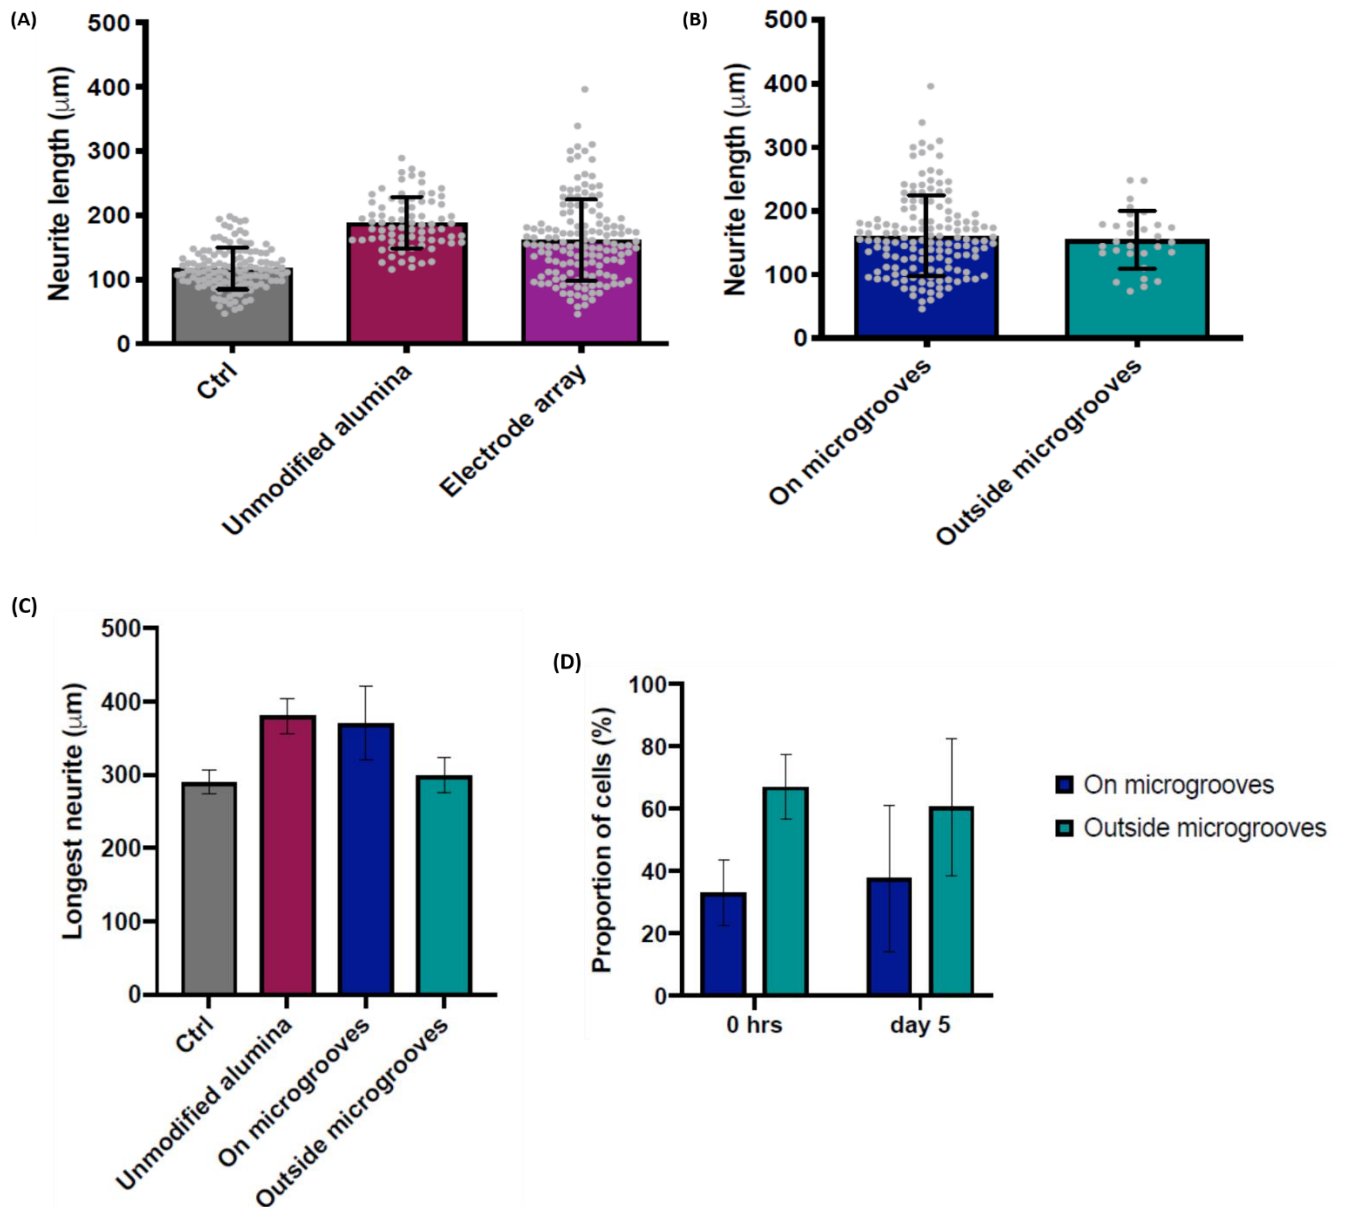 (A)
500
400
300
200
100
0
Neurite length (μm)
Ctrl
Unmodified alumina
Electrode array
(B)
500
400
300
200
100
0
Neurite length (μm)
On microgrooves
Outside microgrooves
(C)
500
400
300
200
100
0
Longest neurite (μm)
Ctrl
Unmodified alumina
On microgrooves
Outside microgrooves
(D)
100
80
60
40
20
0
Proportion of cells (%)
0 hrs
day 5
On microgrooves
Outside microgrooves